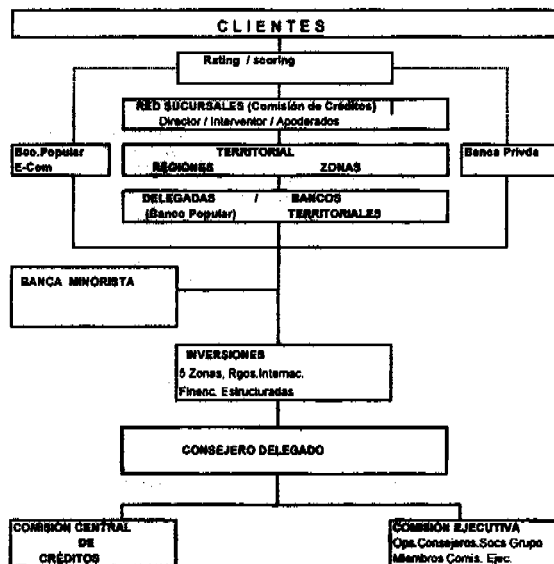 CLIENTES
Rating / scoring
RED SUCURSALES (Comisión de Créditos)
Director / Interventor / Apoderados
Bco.Popular
E-Com
TERRITORIAL
REGIONES ZONAS
Banca Privda
DELEGADAS / BANCOS
(Banco Popular) TERRITORIALES
BANCA MINORISTA
INVERSIONES
5 Zonas, Rgos.Internac.
Financ. Estructuradas
CONSEJERO DELEGADO
COMISIÓN CENTRAL
DE
CRÉDITOS
COMISIÓN EJECUTIVA
Ops.Consejeros.Socs Grupo
Miembros Comis. Ejec.